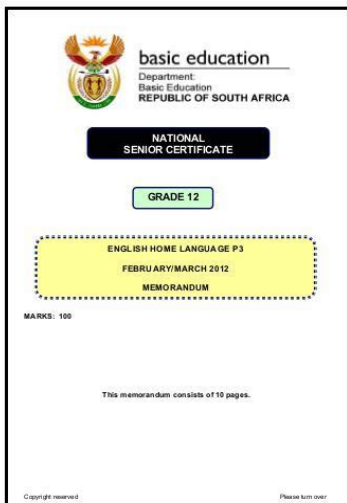 basic education
Department:
Basic Education
REPUBLIC OF SOUTH AFRICA
NATIONAL
SENIOR CERTIFICATE
GRADE 12
ENGLISH HOME LANGUAGE P3
FEBRUARY/MARCH 2012
MEMORANDUM
MARKS: 100
This memorandum consists of 10 pages.
Copyright reserved
Please turn over